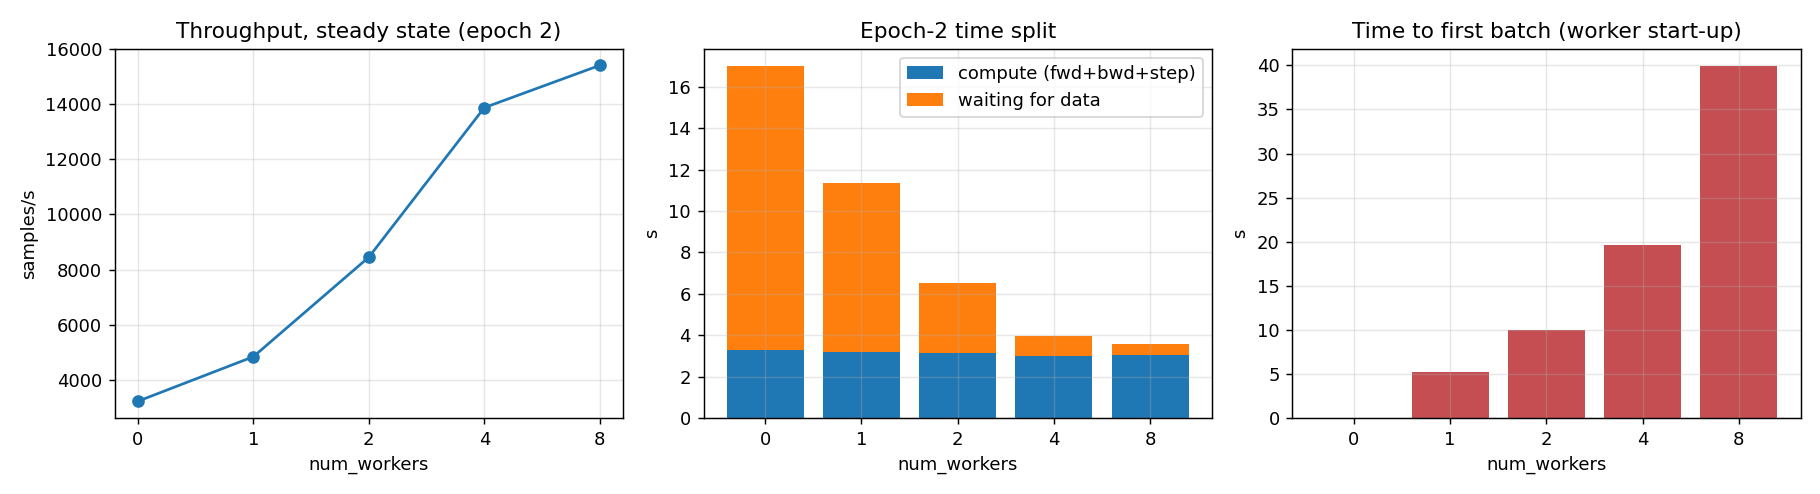 Throughput, steady state (epoch 2)
samples/s
16000
14000
12000
10000
8000
6000
4000
0 1 2 4 8
num_workers
Epoch-2 time split
compute (fwd+bwd+step)
waiting for data
s
16
14
12
10
8
6
4
2
0
0 1 2 4 8
num_workers
Time to first batch (worker start-up)
s
40
35
30
25
20
15
10
5
0
0 1 2 4 8
num_workers